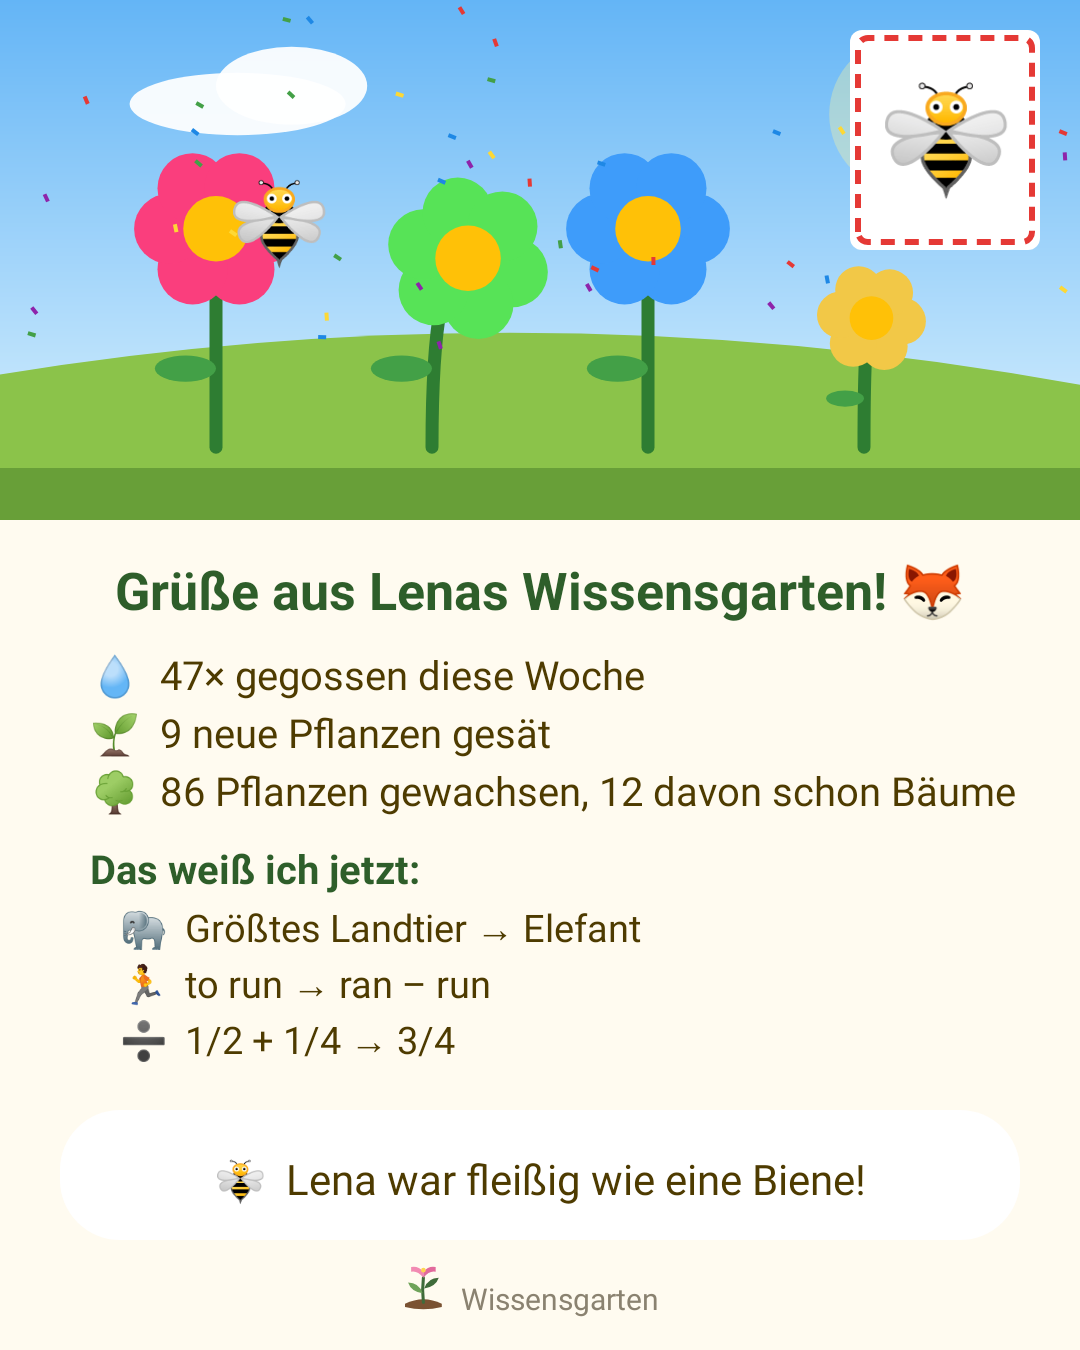 Grüße aus Lenas Wissensgarten!
47× gegossen diese Woche
9 neue Pflanzen gesät
86 Pflanzen gewachsen, 12 davon schon Bäume
Das weiß ich jetzt:
Größtes Landtier → Elefant
to run → ran – run
1/2 + 1/4 → 3/4
Lena war fleißig wie eine Biene!
Wissensgarten